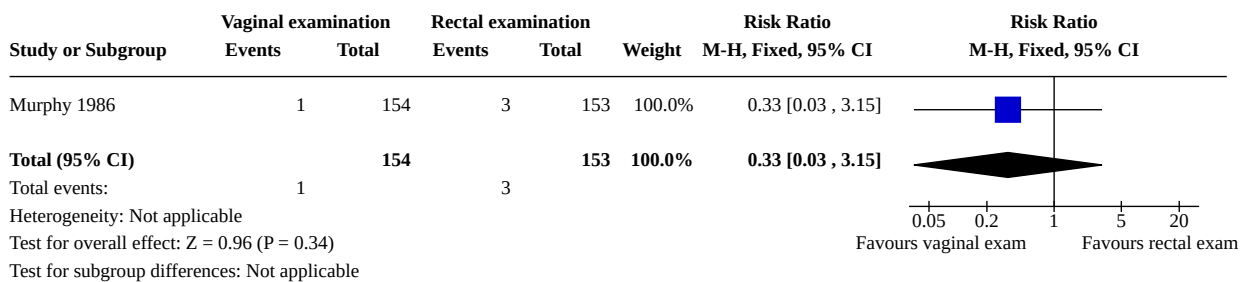 Vaginal examination Rectal examination Risk Ratio Risk Ratio
Study or Subgroup Events Total Events Total Weight M-H, Fixed, 95% CI M-H, Fixed, 95% CI
Murphy 1986 1 154 3 153 100.0% 0.33 [0.03 , 3.15]
Total (95% CI) 154 153 100.0% 0.33 [0.03 , 3.15]
Total events: 1 3
Heterogeneity: Not applicable
0.05 0.2 1 5 20
Test for overall effect: Z = 0.96 (P = 0.34)
Favours vaginal exam Favours rectal exam
Test for subgroup differences: Not applicable